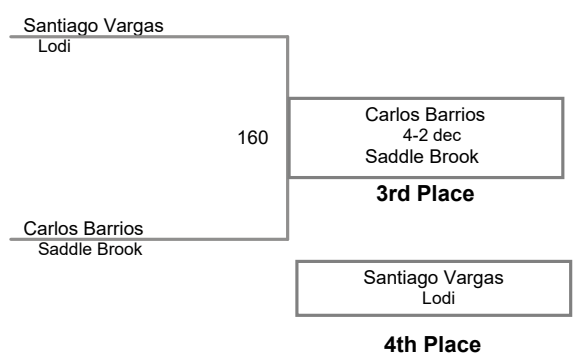 Santiago Vargas
Lodi
160
Carlos Barrios
4-2 dec
Saddle Brook
3rd Place
Carlos Barrios
Saddle Brook
Santiago Vargas
Lodi
4th Place